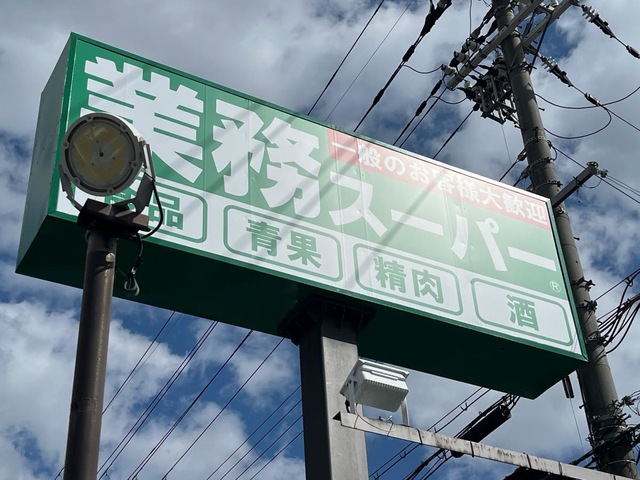 一般のお客様大歓迎
業務スーパー
®
品 青果 精肉 酒